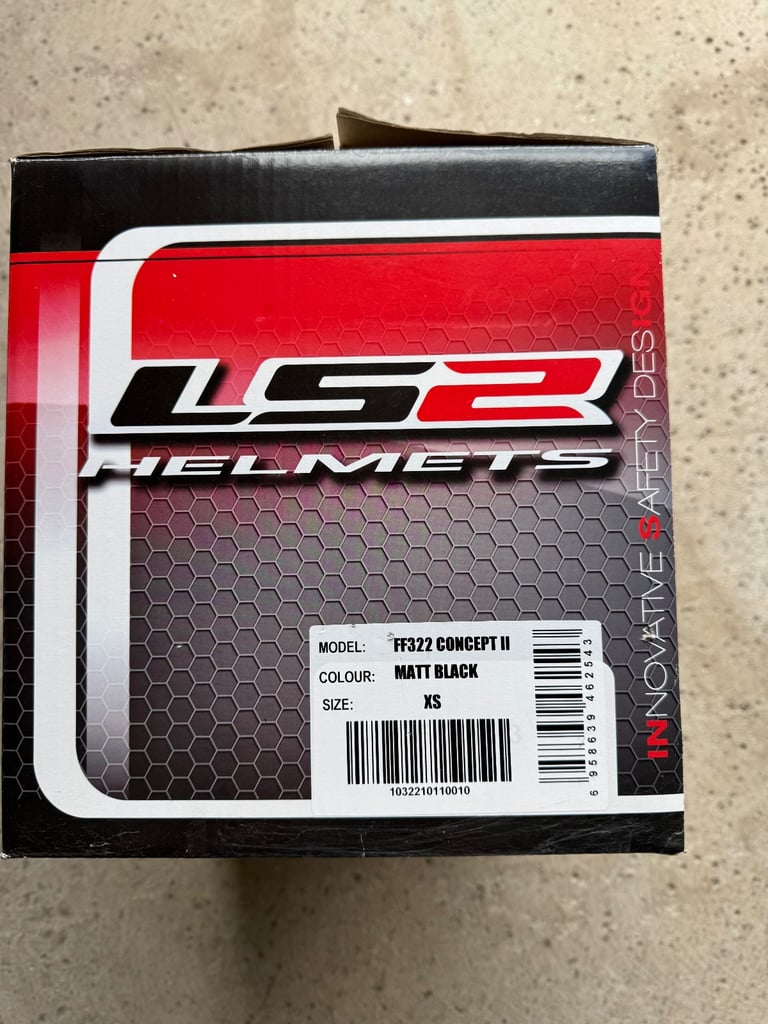 LS2
HELMETS
INNOVATIVE SAFETY DESIGN
MODEL: FF322 CONCEPT II
COLOUR: MATT BLACK
SIZE: XS
1032210110010
6 958639 462543